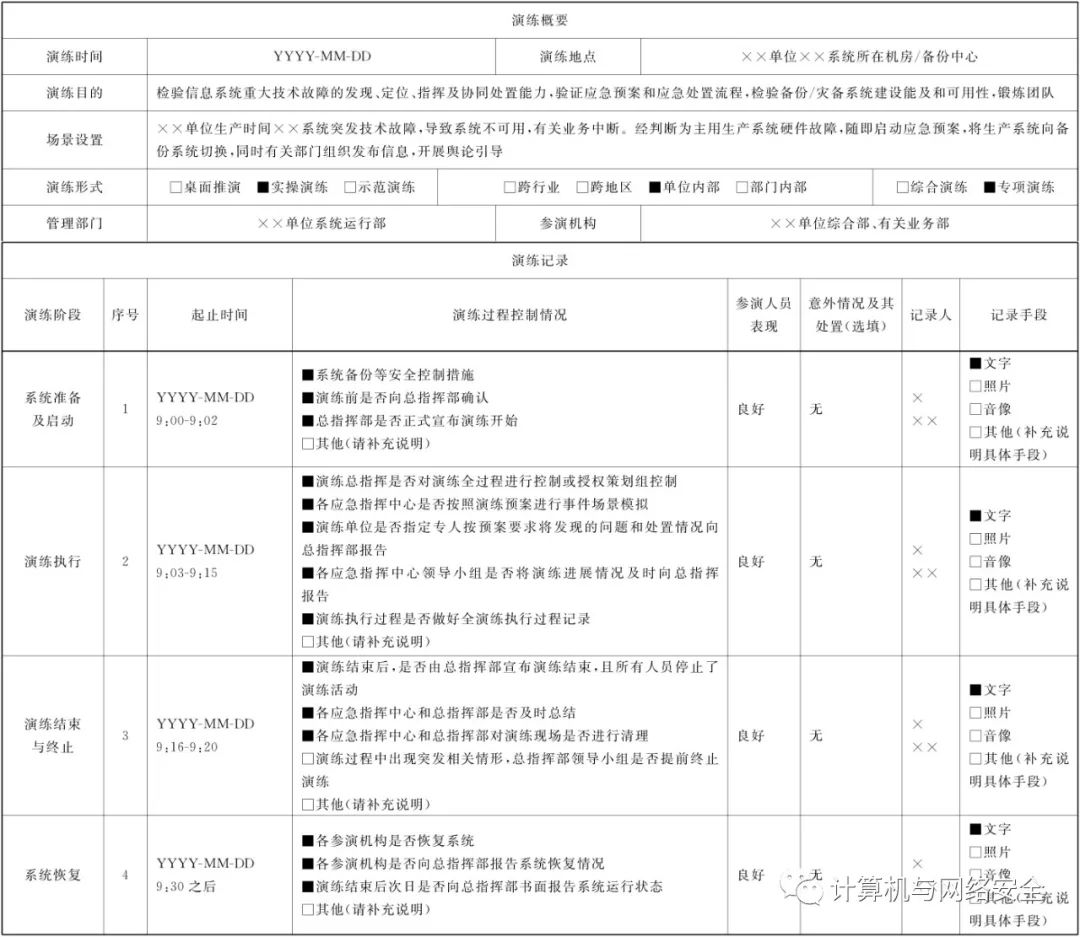 演练概要
演练时间 YYYY-MM-DD 演练地点 ××单位××系统所在机房/备份中心
演练目的 检验信息系统重大技术故障的发现、定位、指挥及协同处置能力,验证应急预案和应急处置流程,检验备份/灾备系统建设能及和可用性,锻炼团队
场景设置
××单位生产时间××系统突发技术故障,导致系统不可用,有关业务中断。经判断为主用生产系统硬件故障,随即启动应急预案,将生产系统向备
份系统切换,同时有关部门组织发布信息,开展舆论引导
演练形式 □桌面推演 ■实操演练 □示范演练 □跨行业 □跨地区 ■单位内部 □部门内部 □综合演练 ■专项演练
管理部门 ××单位系统运行部 参演机构 ××单位综合部、有关业务部
演练记录
演练阶段 序号 起止时间 演练过程控制情况
参演人员
表现
意外情况及其
处置(选填)
记录人 记录手段
系统准备
及启动
1
YYYY-MM-DD
9:00-9:02
■系统备份等安全控制措施
■演练前是否向总指挥部确认
■总指挥部是否正式宣布演练开始
□其他(请补充说明)
良好 无
×
××
■文字
□照片
□音像
□其他(补充说
明具体手段)
演练执行 2
YYYY-MM-DD
9:03-9:15
■演练总指挥是否对演练全过程进行控制或授权策划组控制
■各应急指挥中心是否按照演练预案进行事件场景模拟
■演练单位是否指定专人按预案要求将发现的问题和处置情况向
总指挥部报告
■各应急指挥中心领导小组是否将演练进展情况及时向总指挥
报告
■演练执行过程是否做好全演练执行过程记录
□其他(请补充说明)
良好 无
×
××
■文字
□照片
□音像
□其他(补充说
明具体手段)
演练结束
与终止
3
YYYY-MM-DD
9:16-9:20
■演练结束后,是否由总指挥部宣布演练结束,且所有人员停止了
演练活动
■各应急指挥中心和总指挥部是否及时总结
■各应急指挥中心和总指挥部对演练现场是否进行清理
□演练过程中出现突发相关情形,总指挥部领导小组是否提前终止
演练
□其他(请补充说明)
良好 无
×
××
■文字
□照片
□音像
□其他(补充说
明具体手段)
系统恢复 4
YYYY-MM-DD
9:30之后
■各参演机构是否恢复系统
■各参演机构是否向总指挥部报告系统恢复情况
■演练结束后次日是否向总指挥部书面报告系统运行状态
□其他(请补充说明)
良好 无
×
■文字
□照片
□音像
□其他(补充说
明具体手段)
计算机与网络安全